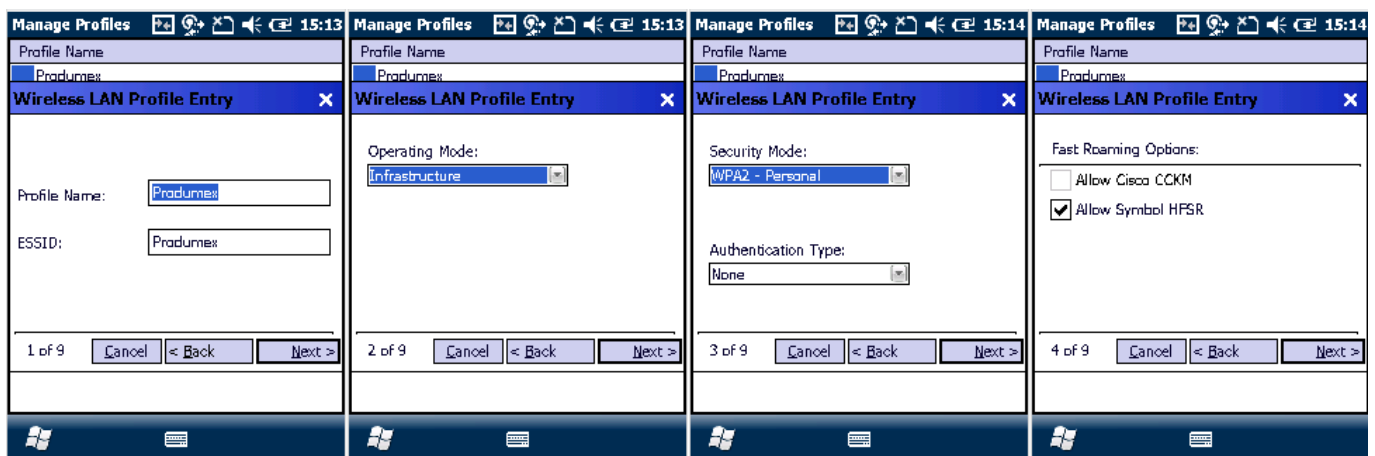 Manage Profiles 15:13
Profile Name
Produmex
Wireless LAN Profile Entry
Profile Name: Produmex
ESSID: Produmex
1 of 9 Cancel < Back Next >
Manage Profiles 15:13
Profile Name
Produmex
Wireless LAN Profile Entry
Operating Mode:
Infrastructure
2 of 9 Cancel < Back Next >
Manage Profiles 15:14
Profile Name
Produmex
Wireless LAN Profile Entry
Security Mode:
WPA2 - Personal
Authentication Type:
None
3 of 9 Cancel < Back Next >
Manage Profiles 15:14
Profile Name
Produmex
Wireless LAN Profile Entry
Fast Roaming Options:
Allow Cisco CCKM
Allow Symbol HFSR
4 of 9 Cancel < Back Next >